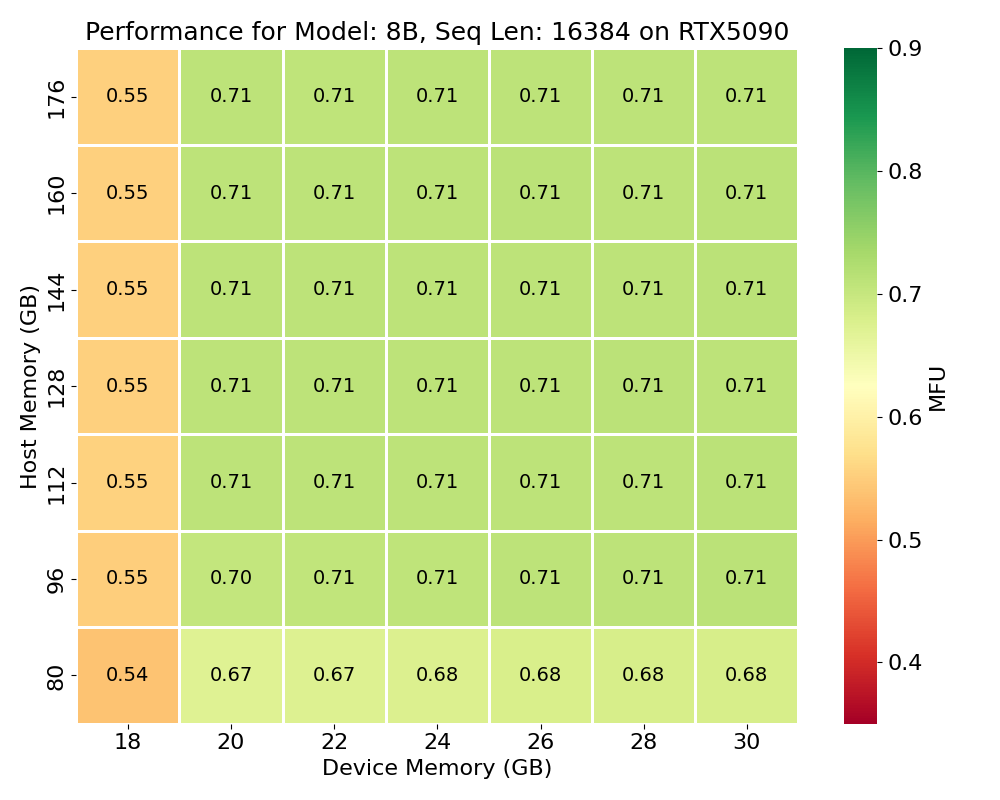 Performance for Model: 8B, Seq Len: 16384 on RTX5090
Host Memory (GB)
176 0.55 0.71 0.71 0.71 0.71 0.71 0.71
160 0.55 0.71 0.71 0.71 0.71 0.71 0.71
144 0.55 0.71 0.71 0.71 0.71 0.71 0.71
128 0.55 0.71 0.71 0.71 0.71 0.71 0.71
112 0.55 0.71 0.71 0.71 0.71 0.71 0.71
96 0.55 0.70 0.71 0.71 0.71 0.71 0.71
80 0.54 0.67 0.67 0.68 0.68 0.68 0.68
18 20 22 24 26 28 30
Device Memory (GB)
0.9
0.8
0.7
0.6
0.5
0.4
MFU